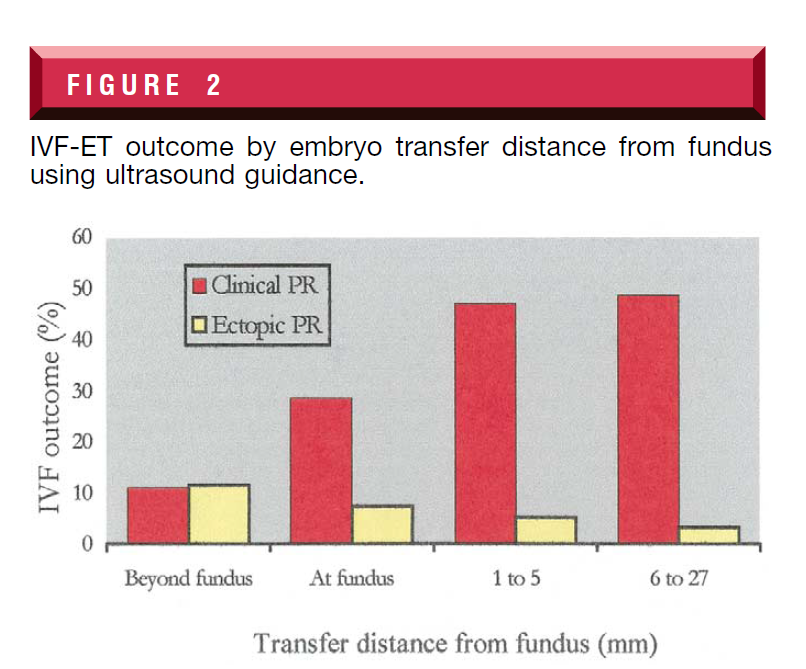 FIGURE 2
IVF-ET outcome by embryo transfer distance from fundus
using ultrasound guidance.
60
50
40
30
20
10
0
IVF outcome (%)
Clinical PR
Ectopic PR
Beyond fundus
At fundus
1 to 5
6 to 27
Transfer distance from fundus (mm)